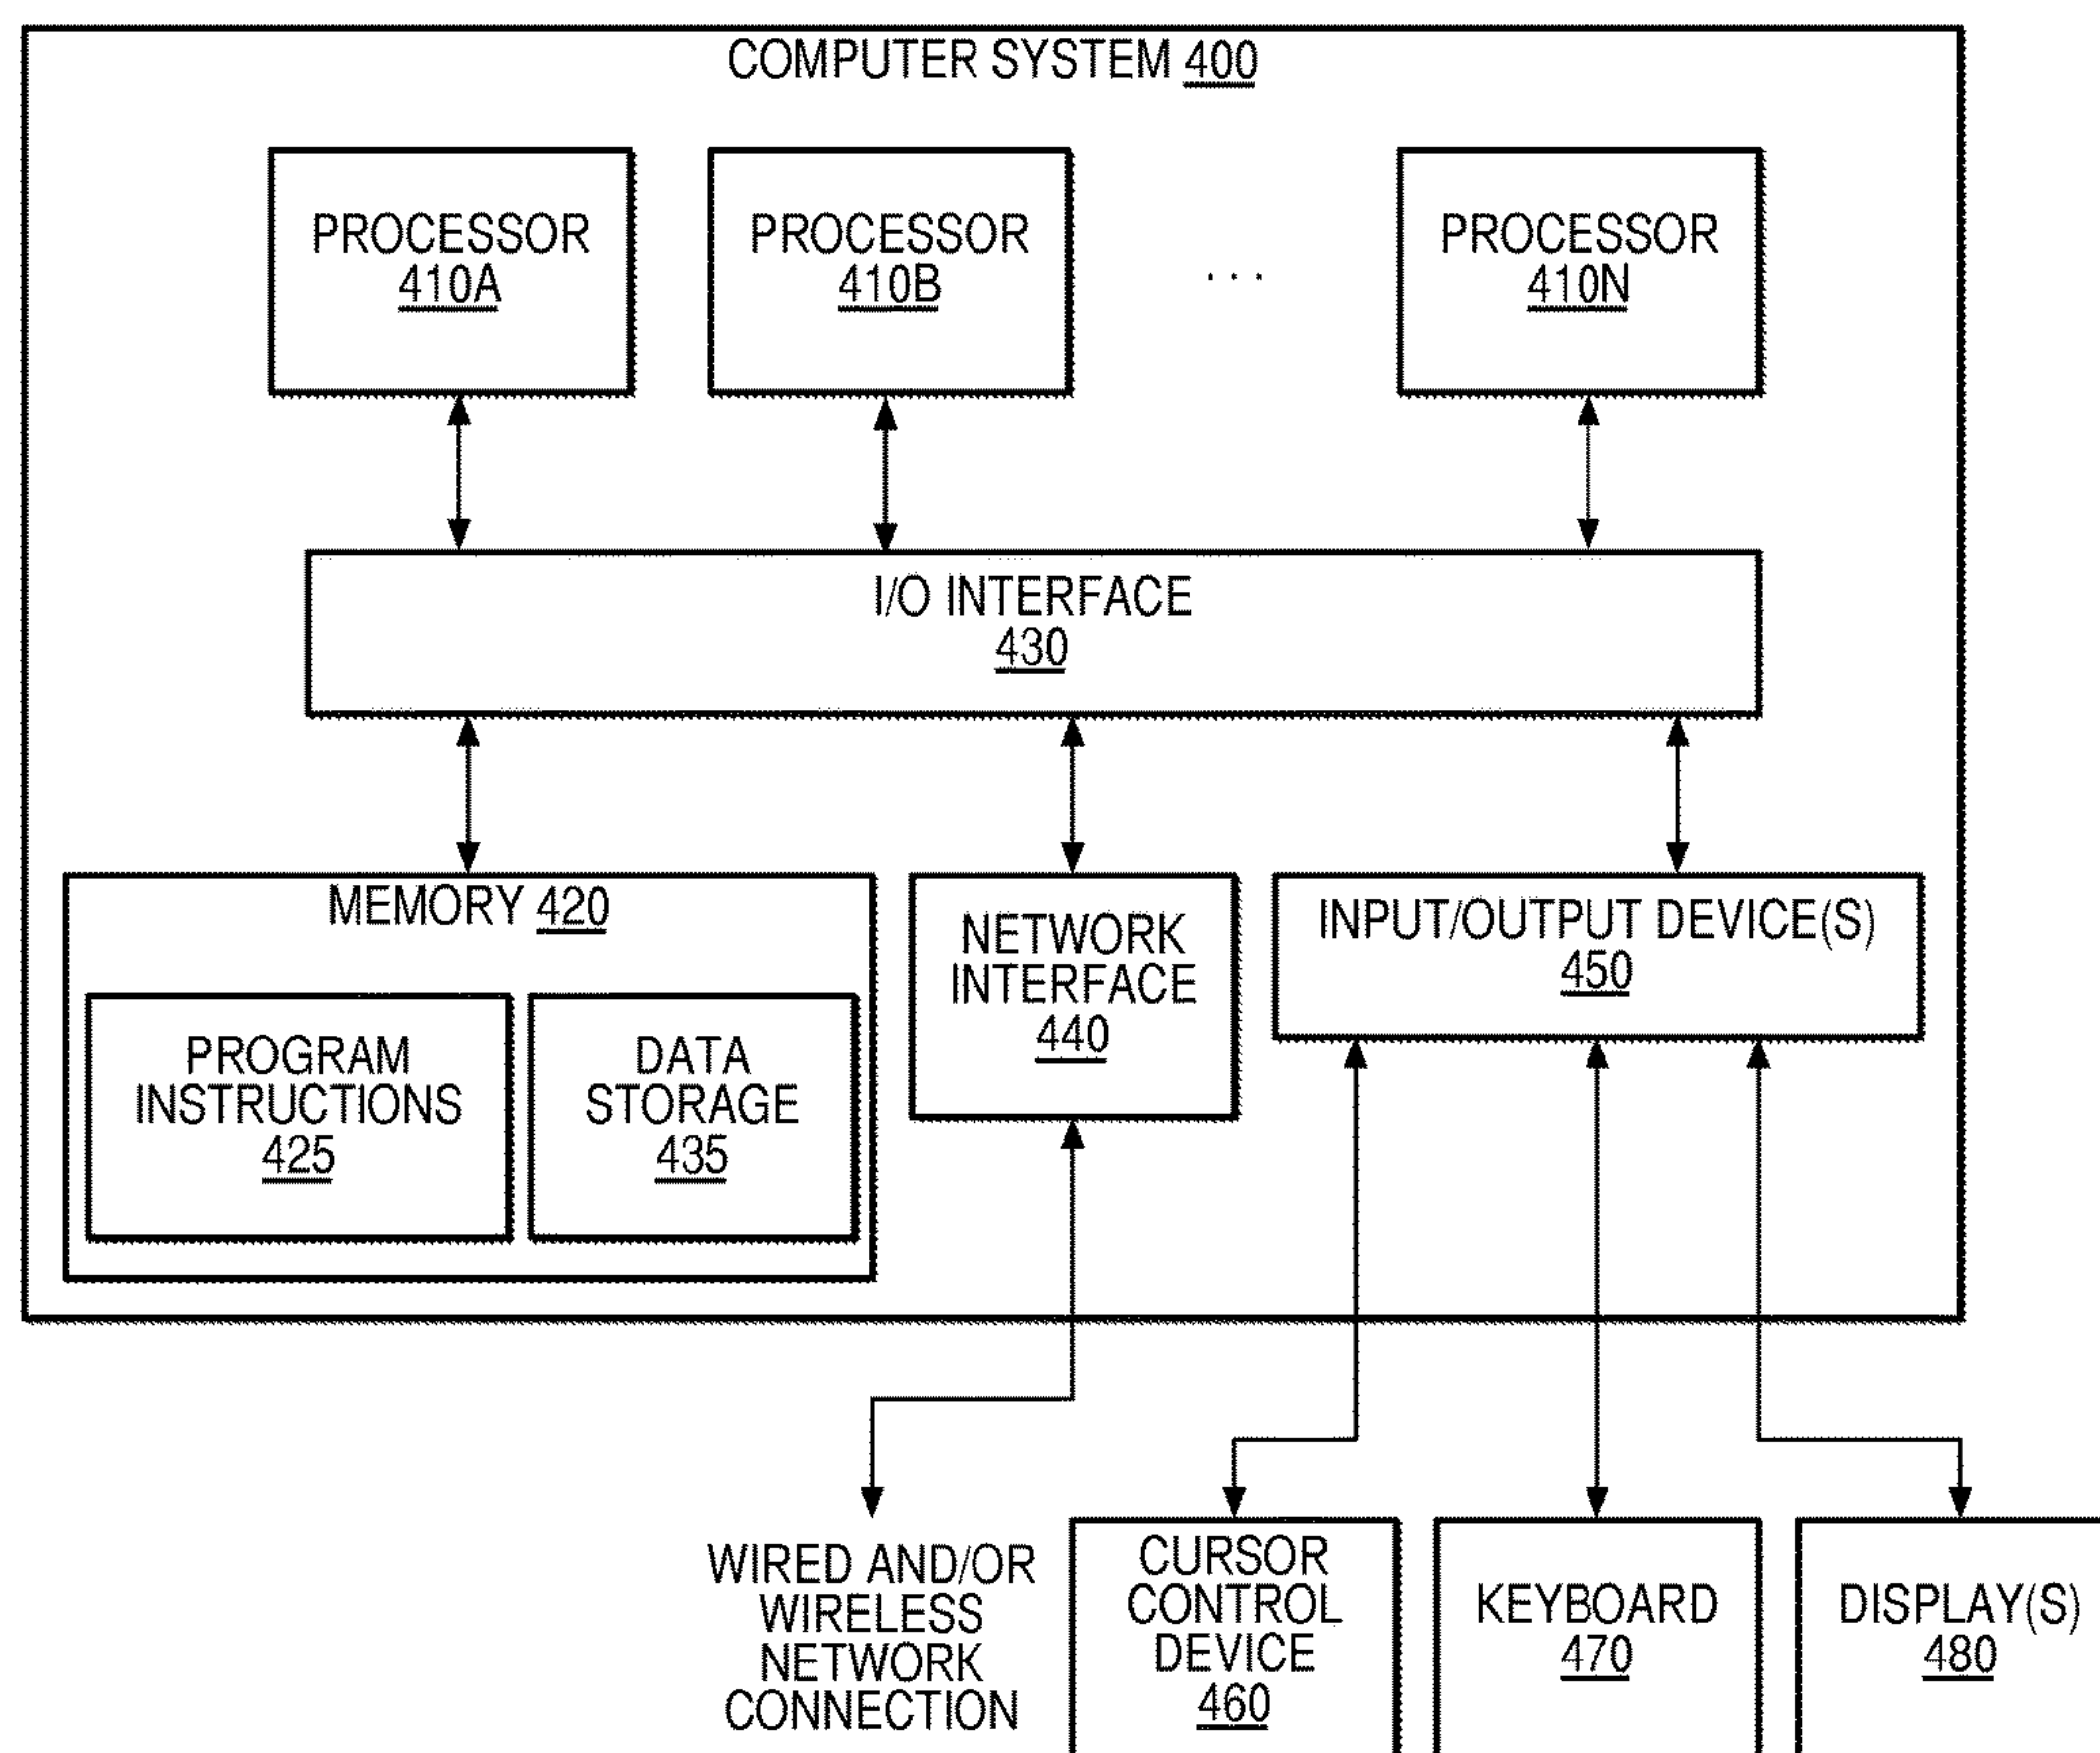 COMPUTER SYSTEM 400
PROCESSOR
410A
PROCESSOR
410B
. . .
PROCESSOR
410N
I/O INTERFACE
430
MEMORY 420
PROGRAM
INSTRUCTIONS
425
DATA
STORAGE
435
NETWORK
INTERFACE
440
INPUT/OUTPUT DEVICE(S)
450
WIRED AND/OR
WIRELESS
NETWORK
CONNECTION
CURSOR
CONTROL
DEVICE
460
KEYBOARD
470
DISPLAY(S)
480